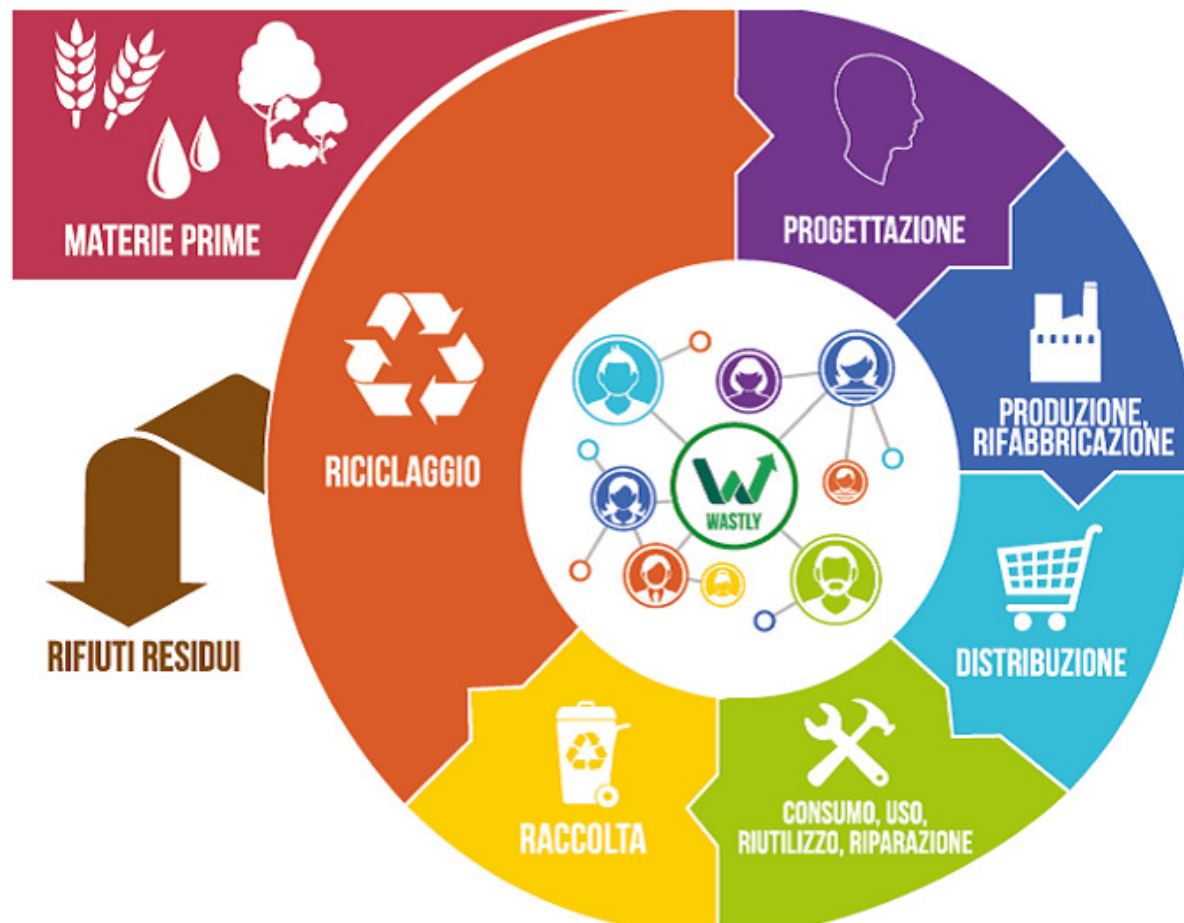 MATERIE PRIME
PROGETTAZIONE
PRODUZIONE,
RIFABBRICAZIONE
DISTRIBUZIONE
CONSUMO, USO,
RIUTILIZZO, RIPARAZIONE
RACCOLTA
RICICLAGGIO
RIFIUTI RESIDUI
WASTLY